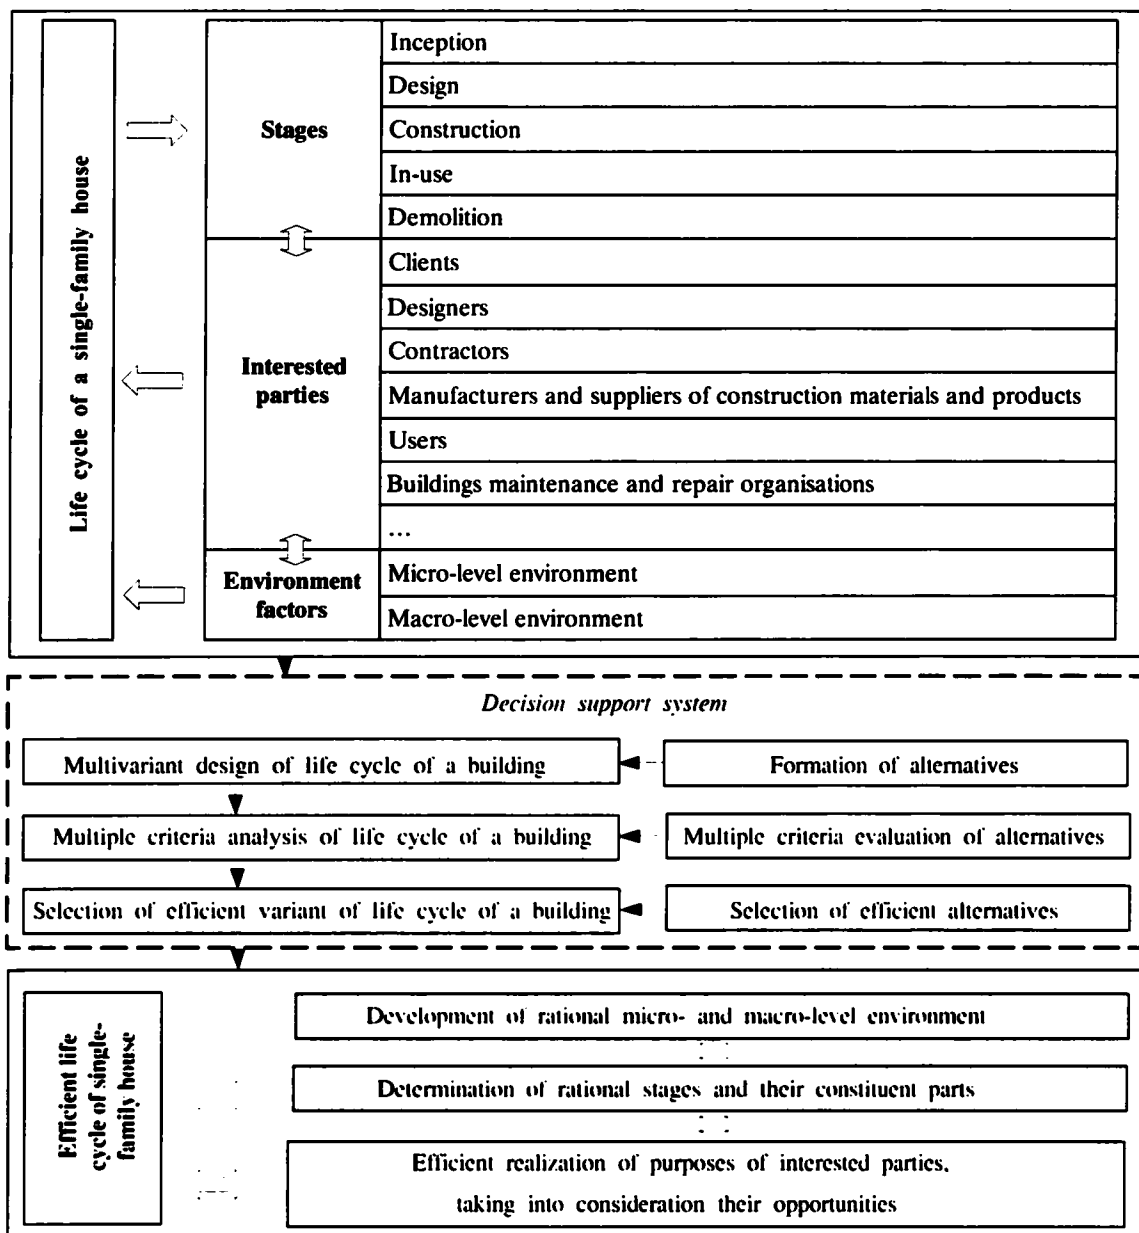 Life cycle of a single-family house
Stages
Inception
Design
Construction
In-use
Demolition
Interested
parties
Clients
Designers
Contractors
Manufacturers and suppliers of construction materials and products
Users
Buildings maintenance and repair organisations
...
Environment
factors
Micro-level environment
Macro-level environment
Decision support system
Multivariant design of life cycle of a building
Formation of alternatives
Multiple criteria analysis of life cycle of a building
Multiple criteria evaluation of alternatives
Selection of efficient variant of life cycle of a building
Selection of efficient alternatives
Efficient life
cycle of single-
family house
Development of rational micro- and macro-level environment
Determination of rational stages and their constituent parts
Efficient realization of purposes of interested parties,
taking into consideration their opportunities